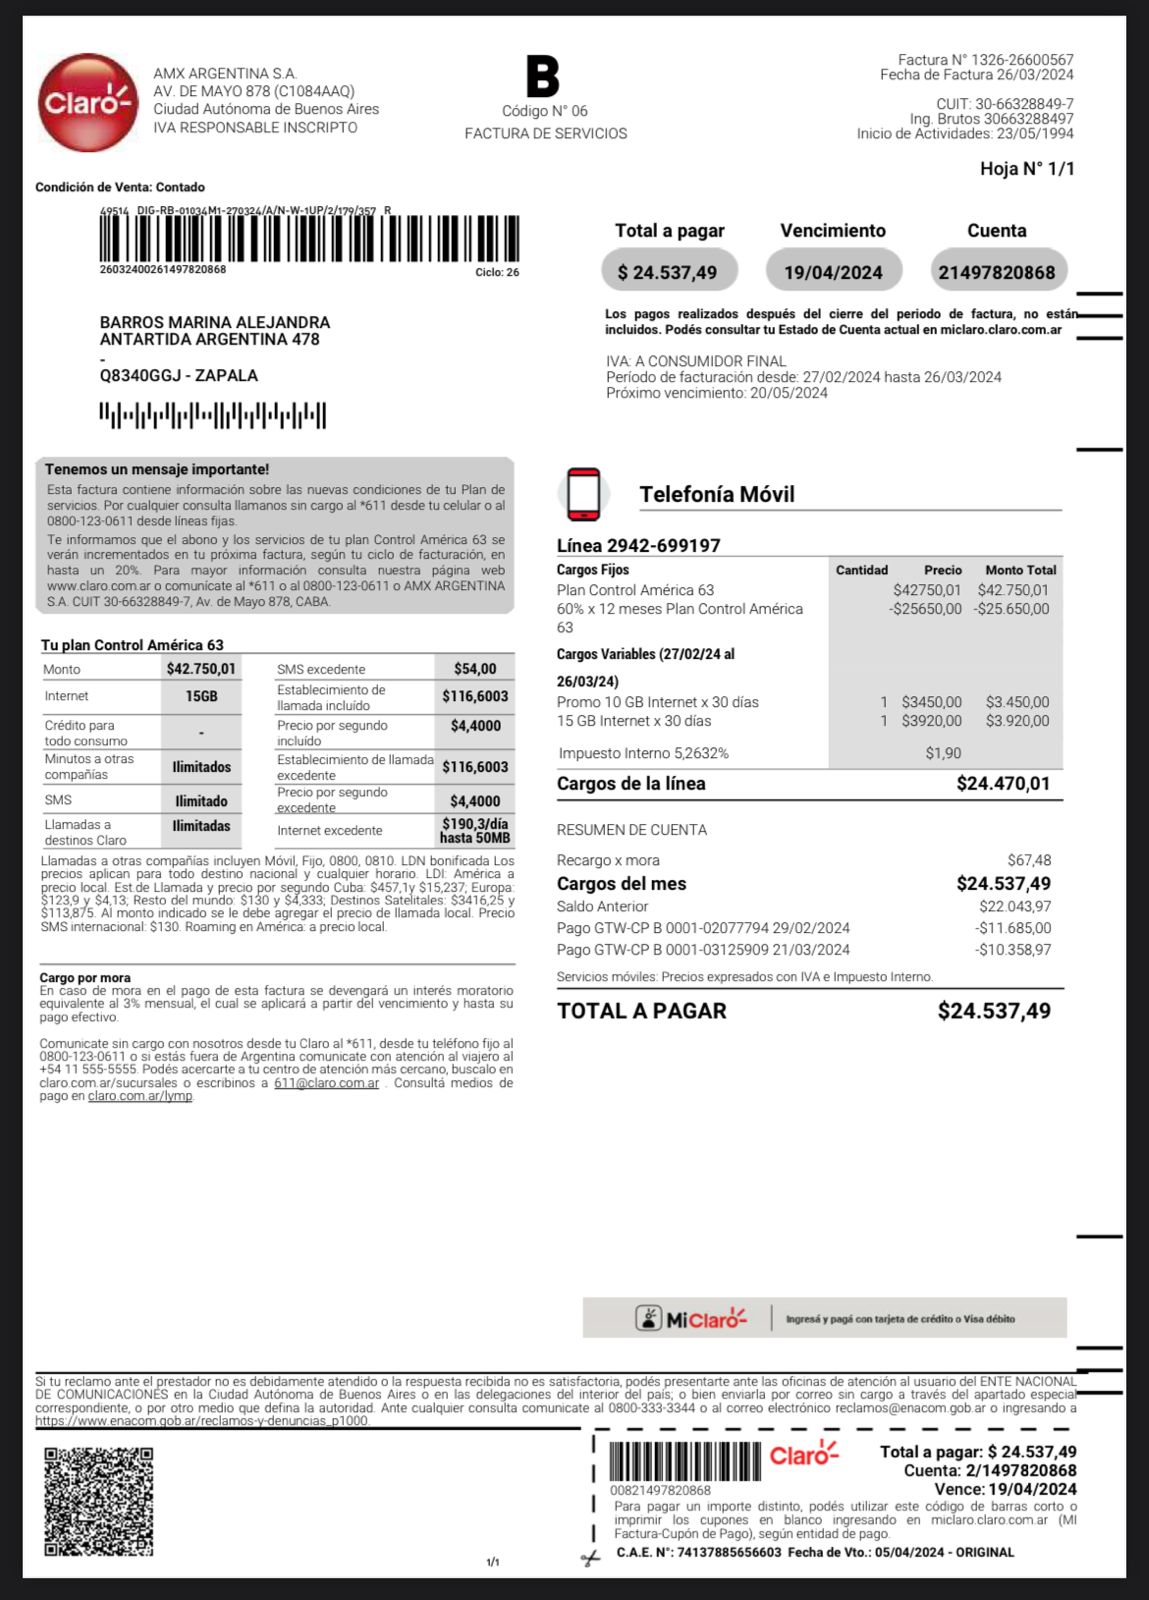 Claro
AMX ARGENTINA S.A.
AV. DE MAYO 878 (C1084AAQ)
Ciudad Autónoma de Buenos Aires
IVA RESPONSABLE INSCRIPTO
B
Código N° 06
FACTURA DE SERVICIOS
Factura N° 1326-26600567
Fecha de Factura 26/03/2024
CUIT: 30-66328849-7
Ing. Brutos 30663288497
Inicio de Actividades: 23/05/1994
Hoja N° 1/1
Condición de Venta: Contado
49514 DIG-RB-01034M1-270324/A/N-W-1UP/2/179/357 R
26032400261497820868
Ciclo: 26
Total a pagar Vencimiento Cuenta
$ 24.537,49 19/04/2024 21497820868
Los pagos realizados después del cierre del periodo de factura, no están
incluidos. Podés consultar tu Estado de Cuenta actual en miclaro.claro.com.ar
BARROS MARINA ALEJANDRA
ANTARTIDA ARGENTINA 478
-
Q8340GGJ - ZAPALA
IVA: A CONSUMIDOR FINAL
Período de facturación desde: 27/02/2024 hasta 26/03/2024
Próximo vencimiento: 20/05/2024
Tenemos un mensaje importante!
Esta factura contiene información sobre las nuevas condiciones de tu Plan de
servicios. Por cualquier consulta llamanos sin cargo al *611 desde tu celular o al
0800-123-0611 desde líneas fijas.
Te informamos que el abono y los servicios de tu plan Control América 63 se
verán incrementados en tu próxima factura, según tu ciclo de facturación, en
hasta un 20%. Para mayor información consulta nuestra página web
www.claro.com.ar o comunícate al *611 o al 0800-123-0611 o AMX ARGENTINA
S.A. CUIT 30-66328849-7, Av. de Mayo 878, CABA.
Tu plan Control América 63
Monto $42.750,01 SMS excedente $54,00
Internet 15GB Establecimiento de
llamada incluído $116,6003
Crédito para
todo consumo - Precio por segundo
incluído $4,4000
Minutos a otras
compañías Ilimitados Establecimiento de llamada
excedente $116,6003
SMS Ilimitado Precio por segundo
excedente $4,4000
Llamadas a
destinos Claro Ilimitadas Internet excedente $190,3/día
hasta 50MB
Llamadas a otras compañías incluyen Móvil, Fijo, 0800, 0810. LDN bonificada Los
precios aplican para todo destino nacional y cualquier horario. LDI: América a
precio local. Est.de Llamada y precio por segundo Cuba: $457,1y $15,237; Europa:
$123,9 y $4,13; Resto del mundo: $130 y $4,333; Destinos Satelitales: $3416,25 y
$113,875. Al monto indicado se le debe agregar el precio de llamada local. Precio
SMS internacional: $130. Roaming en América: a precio local.
Cargo por mora
En caso de mora en el pago de esta factura se devengará un interés moratorio
equivalente al 3% mensual, el cual se aplicará a partir del vencimiento y hasta su
pago efectivo.
Comunicate sin cargo con nosotros desde tu Claro al *611, desde tu teléfono fijo al
0800-123-0611 o si estás fuera de Argentina comunicate con atención al viajero al
+54 11 555-5555. Podés acercarte a tu centro de atención más cercano, buscalo en
claro.com.ar/sucursales o escribinos a 611@claro.com.ar . Consultá medios de
pago en claro.com.ar/lymp.
Telefonía Móvil
Línea 2942-699197
Cargos Fijos Cantidad Precio Monto Total
Plan Control América 63 $42750,01 $42.750,01
60% x 12 meses Plan Control América
63 -$25650,00 -$25.650,00
Cargos Variables (27/02/24 al
26/03/24)
Promo 10 GB Internet x 30 días 1 $3450,00 $3.450,00
15 GB Internet x 30 días 1 $3920,00 $3.920,00
Impuesto Interno 5,2632% $1,90
Cargos de la línea $24.470,01
RESUMEN DE CUENTA
Recargo x mora $67,48
Cargos del mes $24.537,49
Saldo Anterior $22.043,97
Pago GTW-CP B 0001-02077794 29/02/2024 -$11.685,00
Pago GTW-CP B 0001-03125909 21/03/2024 -$10.358,97
Servicios móviles: Precios expresados con IVA e Impuesto Interno.
TOTAL A PAGAR $24.537,49
MiClaro Ingresá y pagá con tarjeta de crédito o Visa débito
Si tu reclamo ante el prestador no es debidamente atendido o la respuesta recibida no es satisfactoria, podés presentarte ante las oficinas de atención al usuario del ENTE NACIONAL
DE COMUNICACIONES en la Ciudad Autónoma de Buenos Aires o en las delegaciones del interior del país; o bien enviarla por correo sin cargo a través del apartado especial
correspondiente, o por otro medio que defina la autoridad. Ante cualquier consulta comunicate al 0800-333-3344 o al correo electrónico reclamos@enacom.gob.ar o ingresando a
https://www.enacom.gob.ar/reclamos-y-denuncias_p1000.
Claro
00821497820868
Total a pagar: $ 24.537,49
Cuenta: 2/1497820868
Vence: 19/04/2024
Para pagar un importe distinto, podés utilizar este código de barras corto o
imprimir los cupones en blanco ingresando en miclaro.claro.com.ar (MI
Factura-Cupón de Pago), según entidad de pago.
C.A.E. N°: 74137885656603 Fecha de Vto.: 05/04/2024 - ORIGINAL
1/1